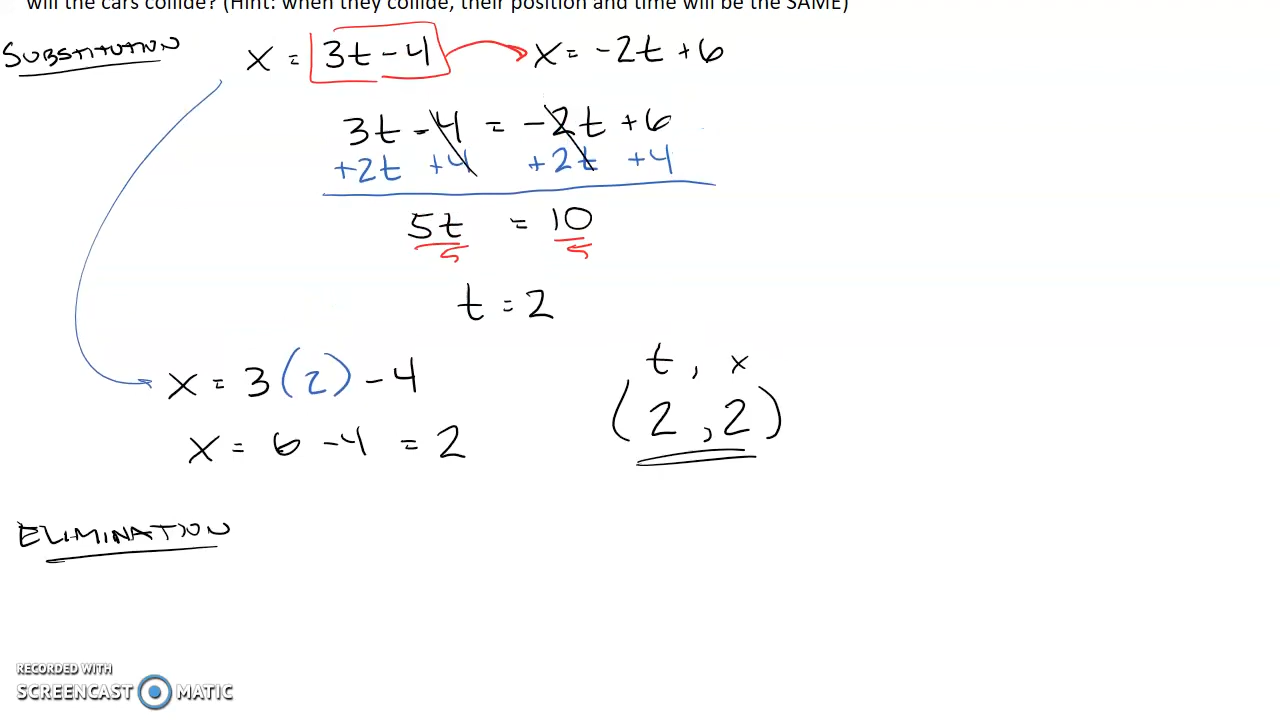 will the cars collide? (Hint: when they collide, their position and time will be the SAME)
SUBSTITUTION x = 3t - 4 x = -2t + 6
3t - 4 = -2t + 6
+2t +4 +2t +4
5t = 10
5 5
t = 2
t, x
x = 3(2) - 4
(2, 2)
x = 6 - 4 = 2
ELIMINATION
RECORDED WITH
SCREENCAST MATIC